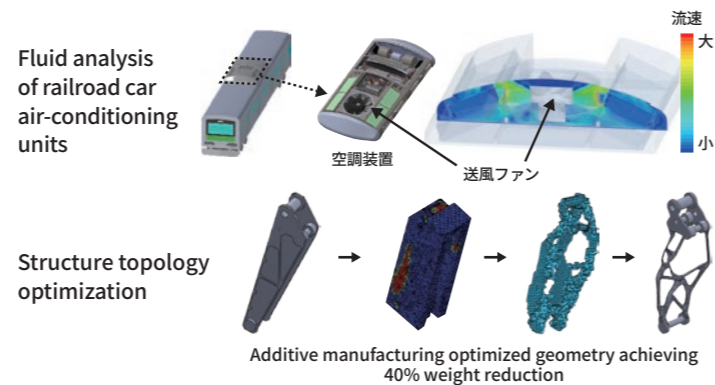 Fluid analysis
of railroad car
air-conditioning
units
空調装置
送風ファン
流速
大
小
Structure topology
optimization
Additive manufacturing optimized geometry achieving
40% weight reduction